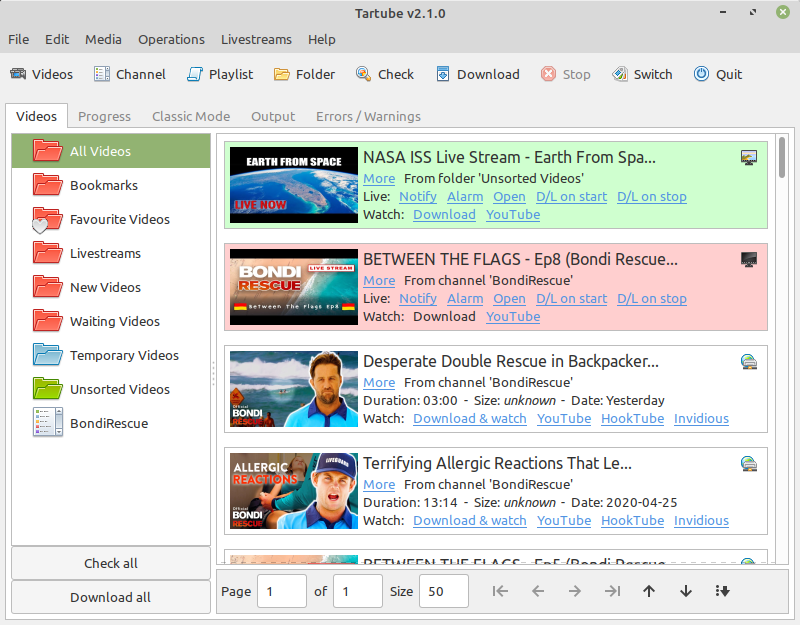 Tartube v2.1.0
File Edit Media Operations Livestreams Help
Videos Channel Playlist Folder Check Download Stop Switch Quit
Videos Progress Classic Mode Output Errors / Warnings
All Videos
Bookmarks
Favourite Videos
Livestreams
New Videos
Waiting Videos
Temporary Videos
Unsorted Videos
BondiRescue
Check all
Download all
EARTH FROM SPACE
LIVE NOW
NASA ISS Live Stream - Earth From Spa...
More From folder 'Unsorted Videos'
Live: Notify Alarm Open D/L on start D/L on stop
Watch: Download YouTube
BONDI
RESCUE
LIVE STREAM
Between The Flags Ep8
BETWEEN THE FLAGS - Ep8 (Bondi Rescue...
More From channel 'BondiRescue'
Live: Notify Alarm Open D/L on start D/L on stop
Watch: Download YouTube
Official
BONDI
RESCUE
Desperate Double Rescue in Backpacker...
More From channel 'BondiRescue'
Duration: 03:00 - Size: unknown - Date: Yesterday
Watch: Download & watch YouTube HookTube Invidious
ALLERGIC
REACTIONS
LIFEGUARD
Official
BONDI
RESCUE
Terrifying Allergic Reactions That Le...
More From channel 'BondiRescue'
Duration: 13:14 - Size: unknown - Date: 2020-04-25
Watch: Download & watch YouTube HookTube Invidious
BETWEEN THE FLAGS - Ep5 (Bondi Rescue...
Page 1 of 1 Size 50